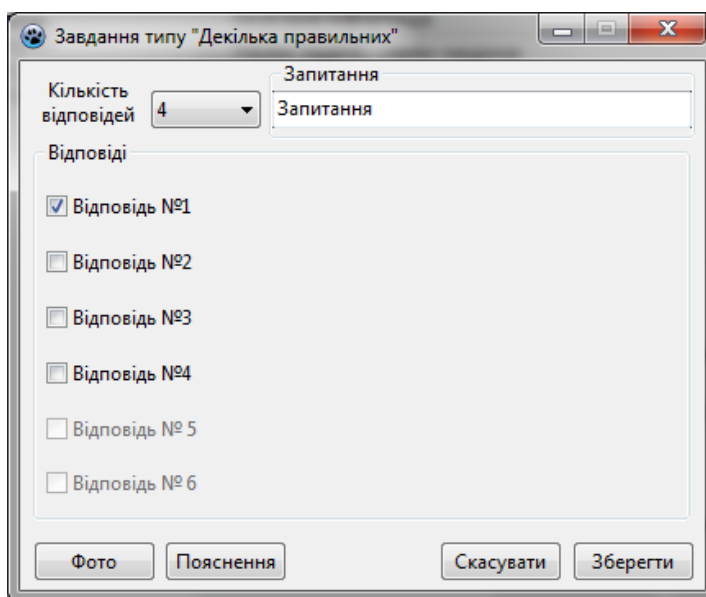 Завдання типу "Декілька правильних"
Кількість
відповідей
4
Запитання
Запитання
Відповіді
Відповідь №1
Відповідь №2
Відповідь №3
Відповідь №4
Відповідь № 5
Відповідь № 6
Фото Пояснення Скасувати Зберегти